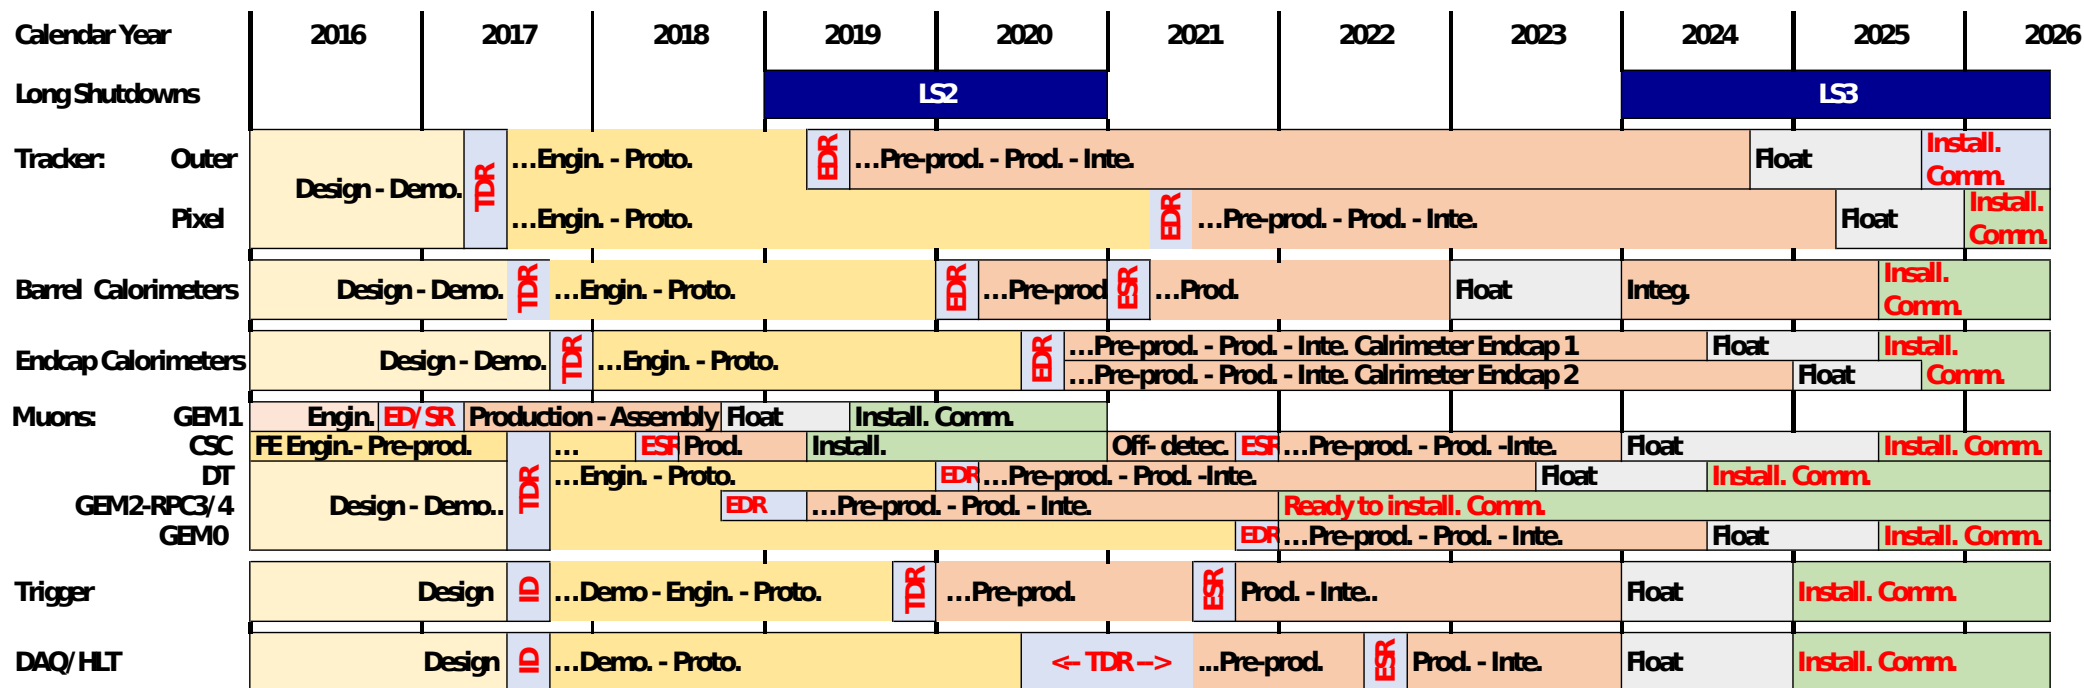 Calendar Year 2016 2017 2018 2019 2020 2021 2022 2023 2024 2025 2026
Long Shutdowns LS2 LS3
Tracker: Outer Design - Demo. TDR ...Engin. - Proto. EDR ...Pre-prod. - Prod. - Inte. Float Install. Comm.
Pixel ...Engin. - Proto. EDR ...Pre-prod. - Prod. - Inte. Float Install. Comm.
Barrel Calorimeters Design - Demo. TDR ...Engin. - Proto. EDR ...Pre-prod ESR ...Prod. Float Integ. Insall. Comm.
Endcap Calorimeters Design - Demo. TDR ...Engin. - Proto. EDR ...Pre-prod. - Prod. - Inte. Calrimeter Endcap 1 Float Install.
...Pre-prod. - Prod. - Inte. Calrimeter Endcap 2 Float Comm.
Muons: GEM1 Engin. ED/SR Production - Assembly Float Install. Comm.
CSC FE Engin.- Pre-prod. TDR ... ESR Prod. Install. Off- detec. ESR ...Pre-prod. - Prod. -Inte. Float Install. Comm.
DT ...Engin. - Proto. EDR ...Pre-prod. - Prod. -Inte. Float Install. Comm.
GEM2-RPC3/4 Design - Demo.. EDR ...Pre-prod. - Prod. - Inte. Ready to install. Comm.
GEM0 EDR ...Pre-prod. - Prod. - Inte. Float Install. Comm.
Trigger Design ID ...Demo - Engin. - Proto. TDR ...Pre-prod. ESR Prod. - Inte.. Float Install. Comm.
DAQ/HLT Design ID ...Demo. - Proto. <-- TDR --> ...Pre-prod. ESR Prod. - Inte. Float Install. Comm.